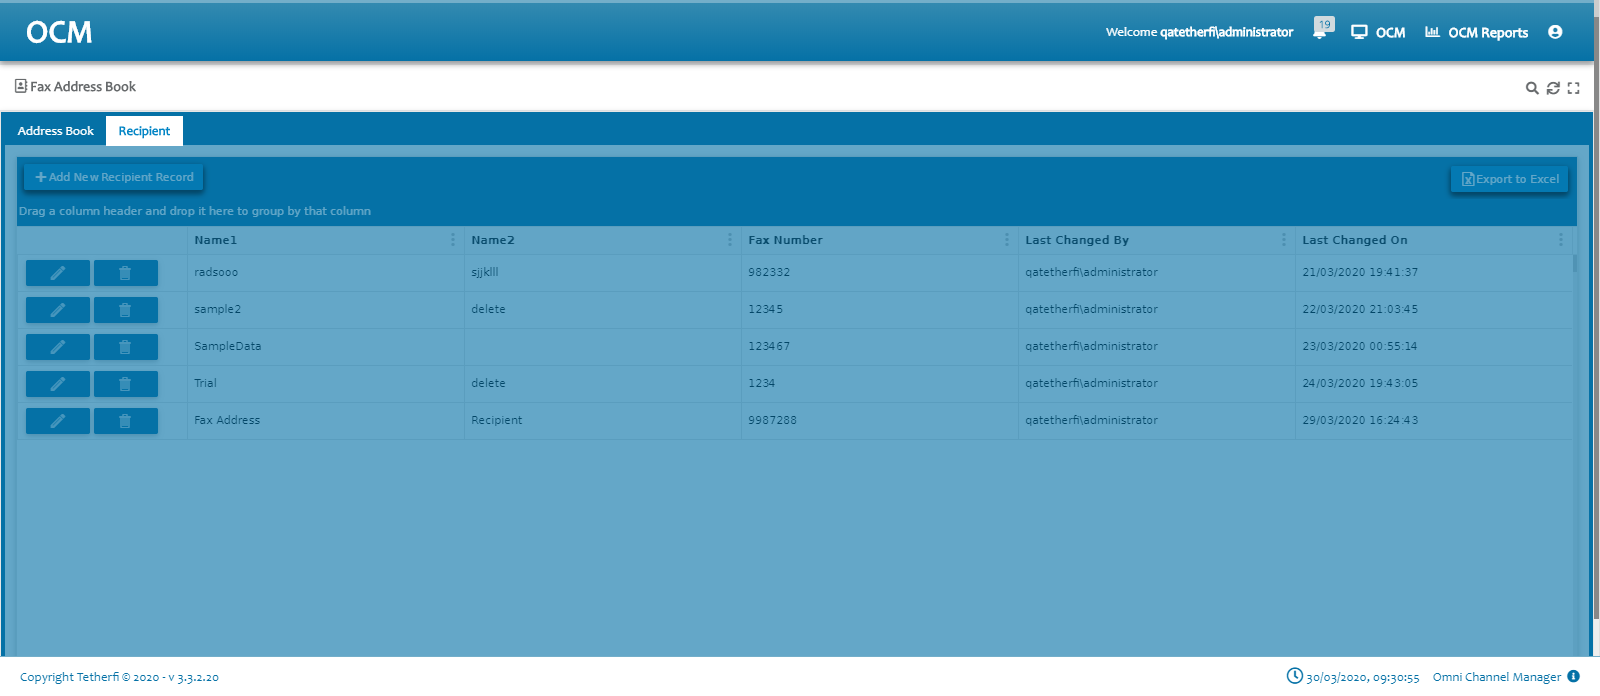 OCM
Welcome qatetherfi\administrator 19 OCM OCM Reports
Fax Address Book
Address Book Recipient
Add New Recipient Record Export to Excel
Drag a column header and drop it here to group by that column
Name1 Name2 Fax Number Last Changed By Last Changed On
radsooo sjjklll 982332 qatetherfi\administrator 21/03/2020 19:41:37
sample2 delete 12345 qatetherfi\administrator 22/03/2020 21:03:45
SampleData 123467 qatetherfi\administrator 23/03/2020 00:55:14
Trial delete 1234 qatetherfi\administrator 24/03/2020 19:43:05
Fax Address Recipient 9987288 qatetherfi\administrator 29/03/2020 16:24:43
Copyright Tetherfi © 2020 - v 3.3.2.20 30/03/2020, 09:30:55 Omni Channel Manager